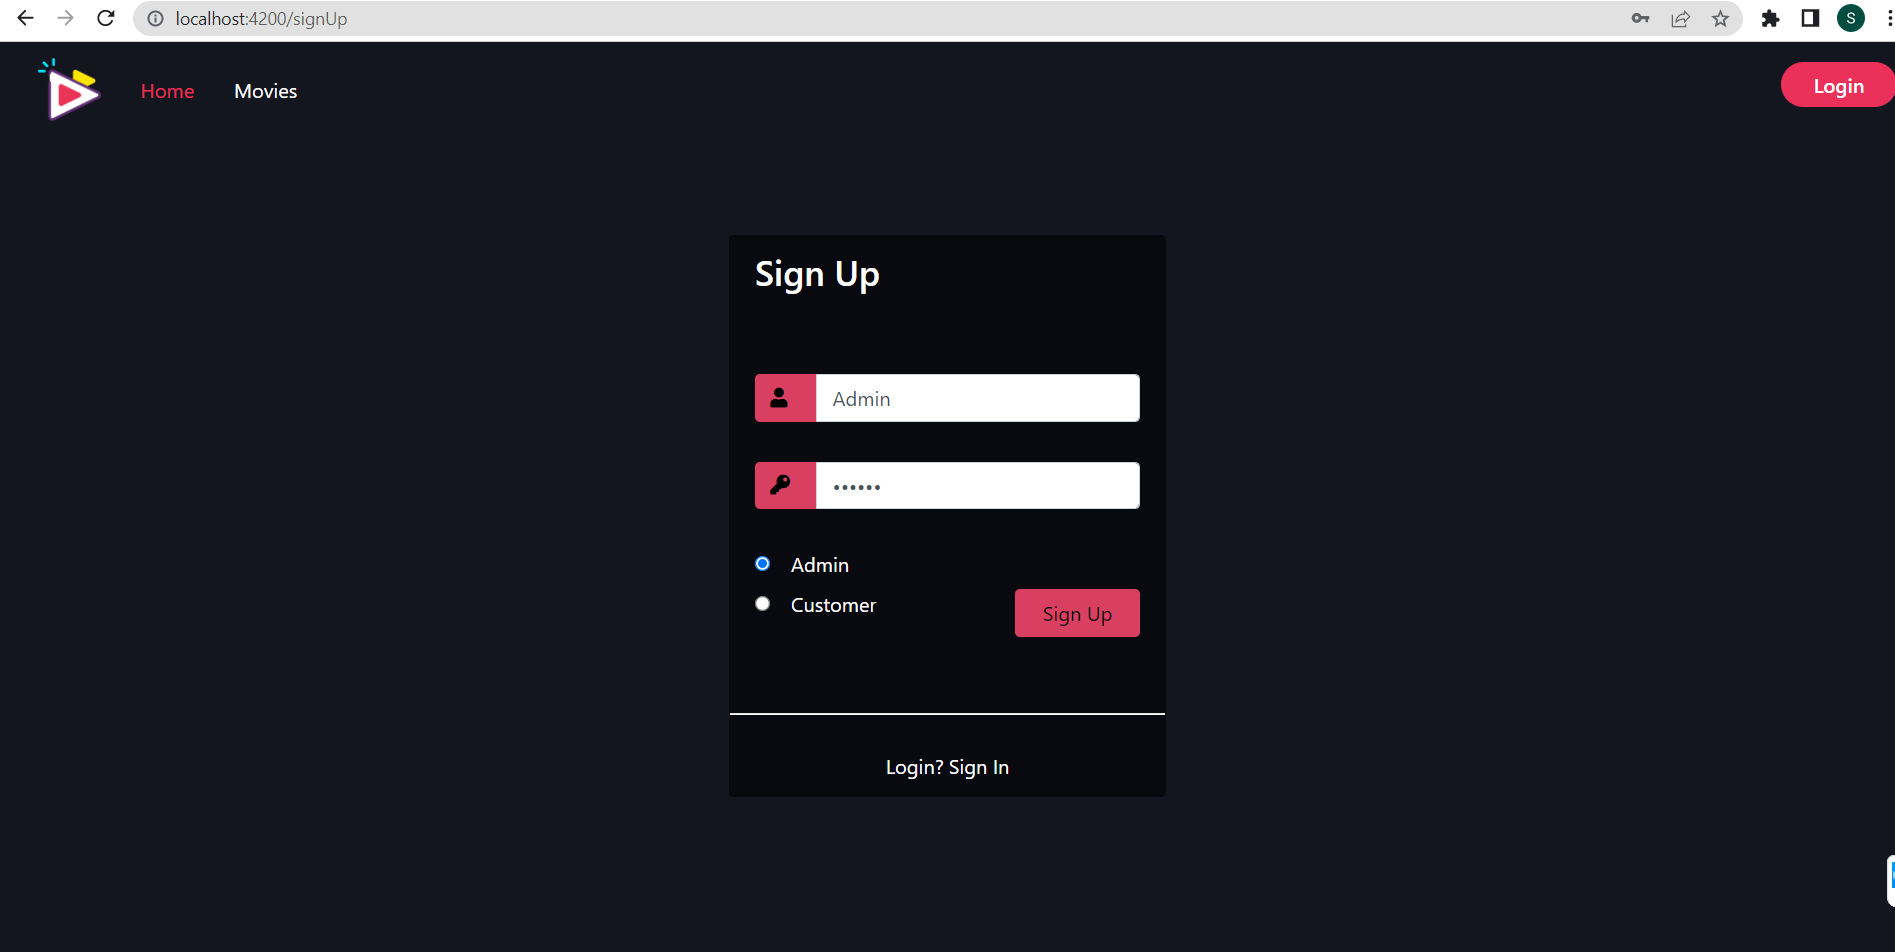 localhost:4200/signUp
S
Home
Movies
Login
Sign Up
Admin
••••••
Admin
Customer
Sign Up
Login? Sign In